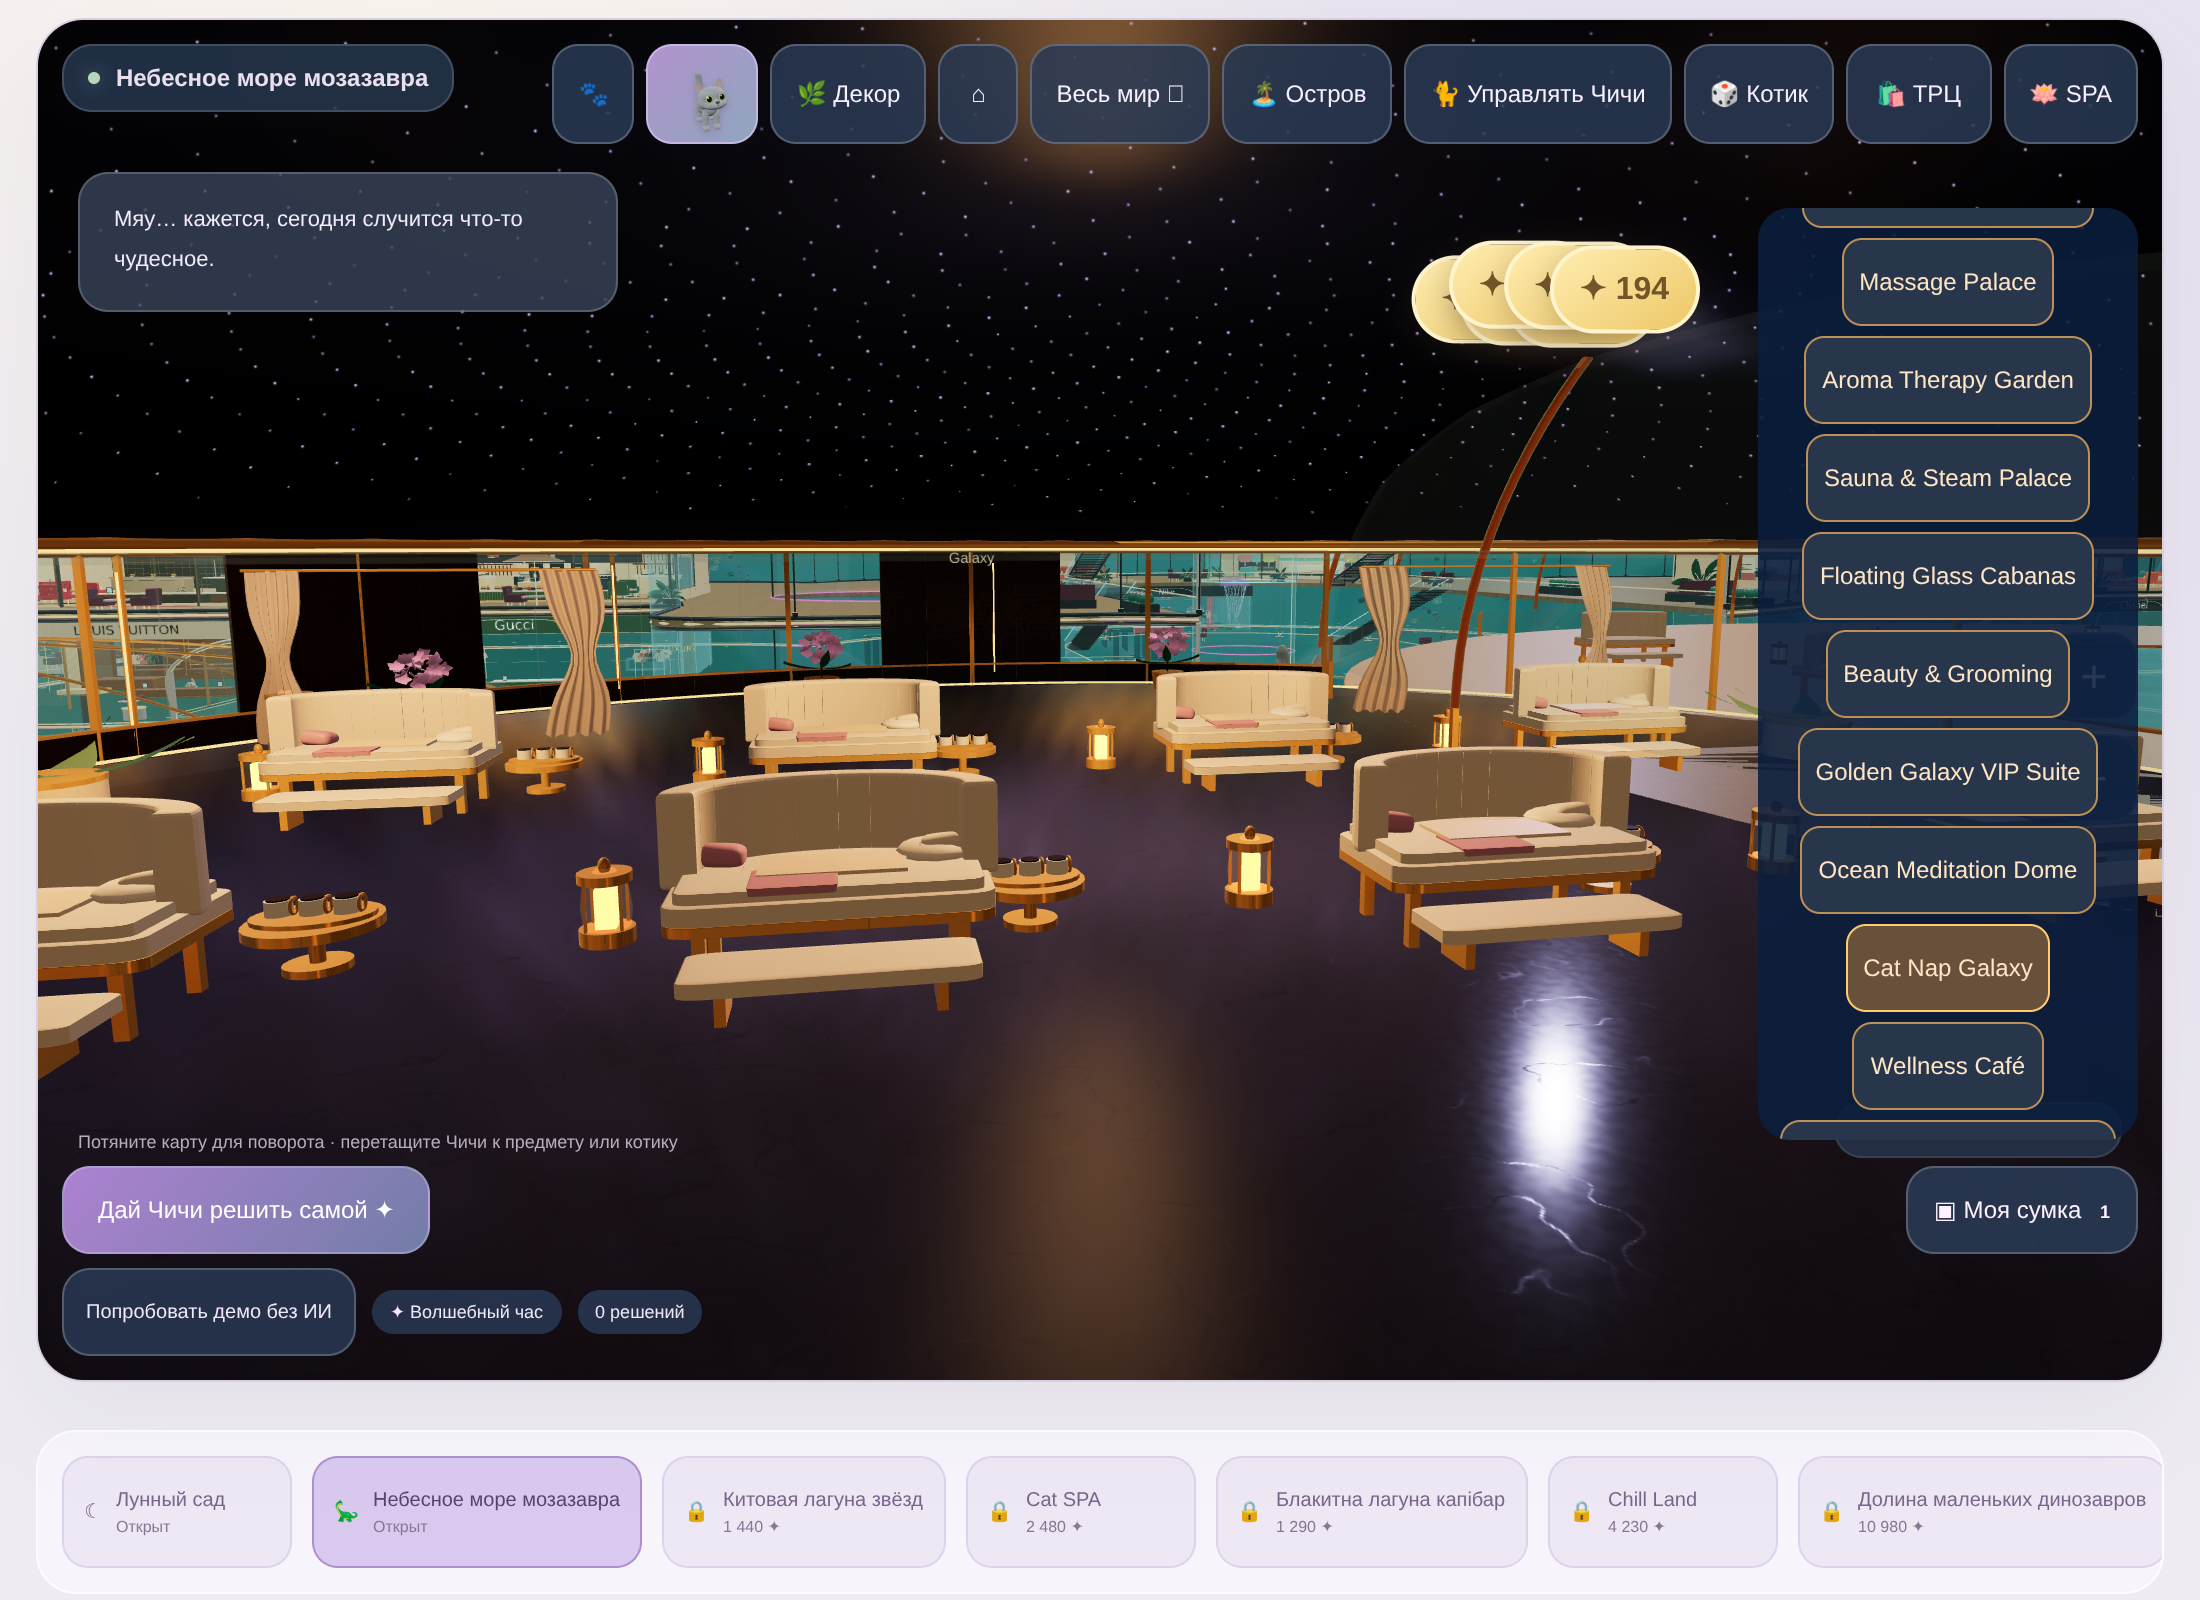 Небесное море мозазавра
🌿 Декор
Весь мир
🏝️ Остров
🐈 Управлять Чичи
🎲 Котик
🛍️ ТРЦ
🪷 SPA
Мяу… кажется, сегодня случится что-то
чудесное.
✦ 194
Massage Palace
Aroma Therapy Garden
Sauna & Steam Palace
Floating Glass Cabanas
Beauty & Grooming
Golden Galaxy VIP Suite
Ocean Meditation Dome
Cat Nap Galaxy
Wellness Café
Galaxy
Gucci
Потяните карту для поворота · перетащите Чичи к предмету или котику
Дай Чичи решить самой ✦
▣ Моя сумка 1
Попробовать демо без ИИ
✦ Волшебный час
0 решений
Лунный сад
Открыт
Небесное море мозазавра
Открыт
Китовая лагуна звёзд
1 440 ✦
Cat SPA
2 480 ✦
Блакитна лагуна капібар
1 290 ✦
Chill Land
4 230 ✦
Долина маленьких динозавров
10 980 ✦